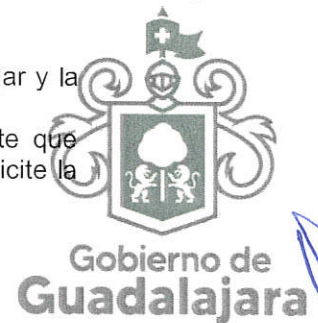 ar y la
te que
icite la
Gobierno de
Guadalajara